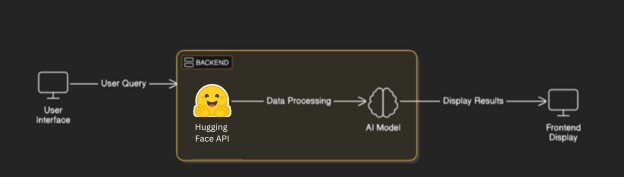 BACKEND
User Query
User
Interface
Hugging
Face API
Data Processing
AI Model
Display Results
Frontend
Display